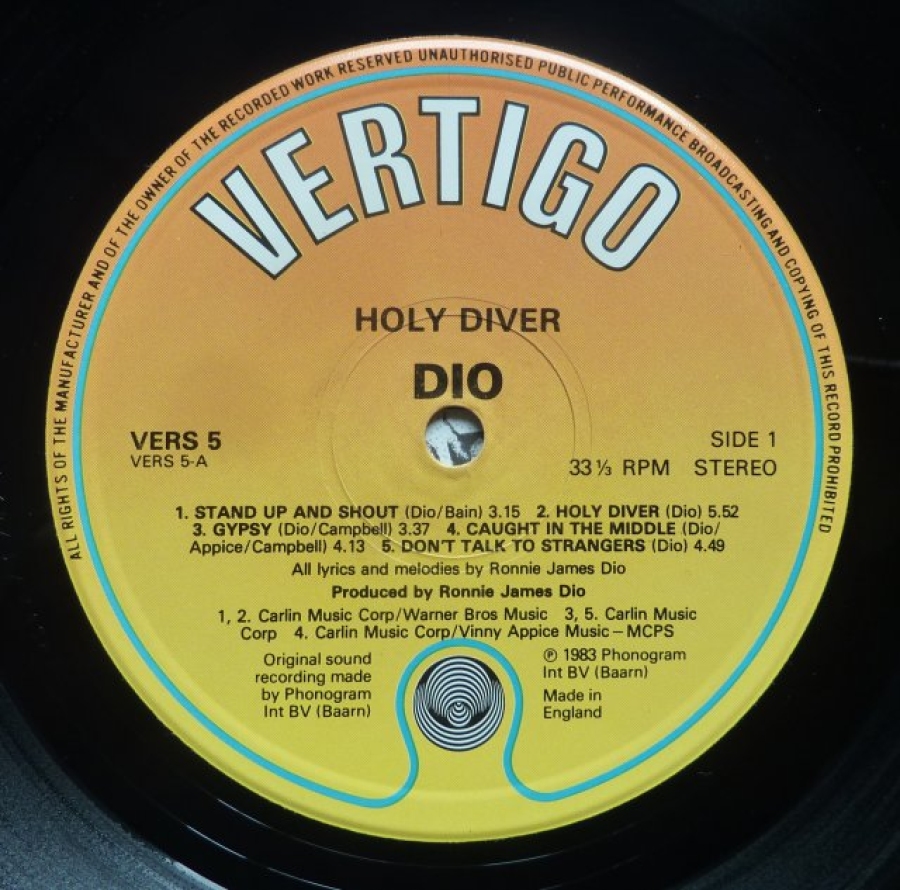 ALL RIGHTS OF THE MANUFACTURER AND OF THE OWNER OF THE RECORDED WORK RESERVED UNAUTHORISED PUBLIC PERFORMANCE BROADCASTING AND COPYING OF THIS RECORD PROHIBITED
VERTIGO
HOLY DIVER
DIO
VERS 5
VERS 5-A
SIDE 1
33⅓ RPM STEREO
1. STAND UP AND SHOUT (Dio/Bain) 3.15 2. HOLY DIVER (Dio) 5.52
3. GYPSY (Dio/Campbell) 3.37 4. CAUGHT IN THE MIDDLE (Dio/
Appice/Campbell) 4.13 5. DON'T TALK TO STRANGERS (Dio) 4.49
All lyrics and melodies by Ronnie James Dio
Produced by Ronnie James Dio
1, 2. Carlin Music Corp/Warner Bros Music 3, 5. Carlin Music
Corp 4. Carlin Music Corp/Vinny Appice Music – MCPS
Original sound
recording made
by Phonogram
Int BV (Baarn)
℗ 1983 Phonogram
Int BV (Baarn)
Made in
England